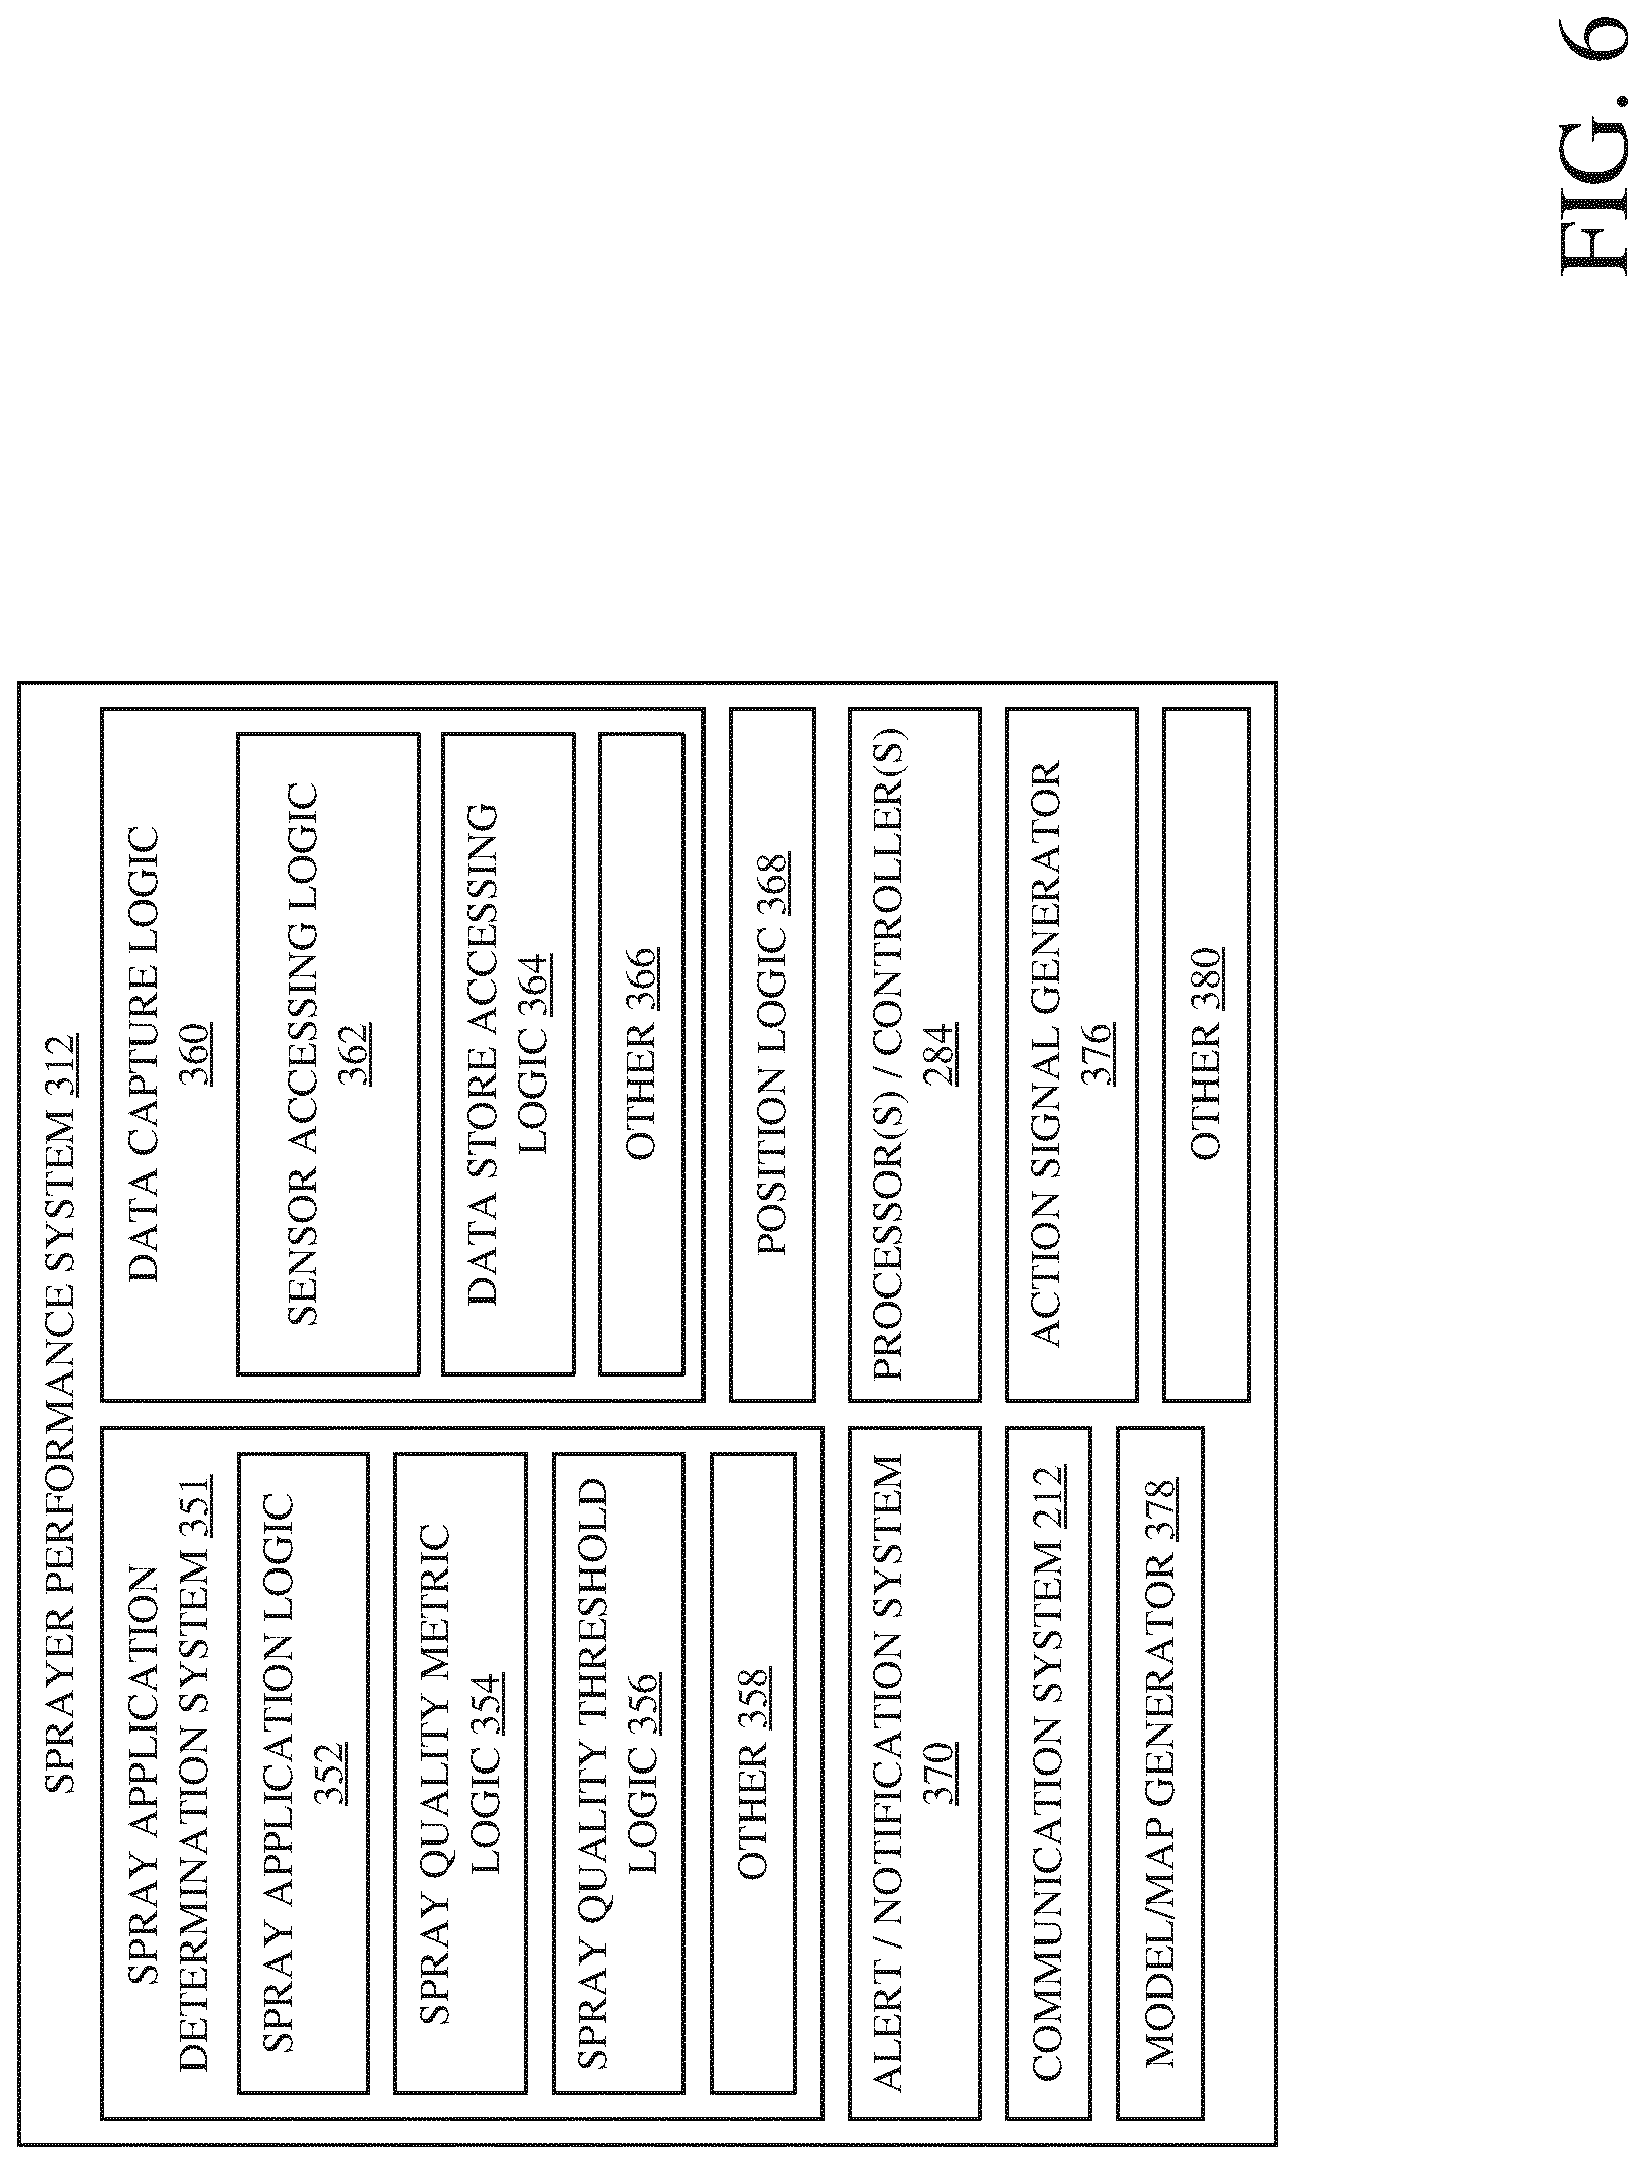 SPRAYER PERFORMANCE SYSTEM 312
SPRAY APPLICATION
DETERMINATION SYSTEM 351
SPRAY APPLICATION LOGIC
352
SPRAY QUALITY METRIC
LOGIC 354
SPRAY QUALITY THRESHOLD
LOGIC 356
OTHER 358
ALERT / NOTIFICATION SYSTEM
370
COMMUNICATION SYSTEM 212
MODEL/MAP GENERATOR 378
DATA CAPTURE LOGIC
360
SENSOR ACCESSING LOGIC
362
DATA STORE ACCESSING
LOGIC 364
OTHER 366
POSITION LOGIC 368
PROCESSOR(S) / CONTROLLER(S)
284
ACTION SIGNAL GENERATOR
376
OTHER 380
FIG. 6